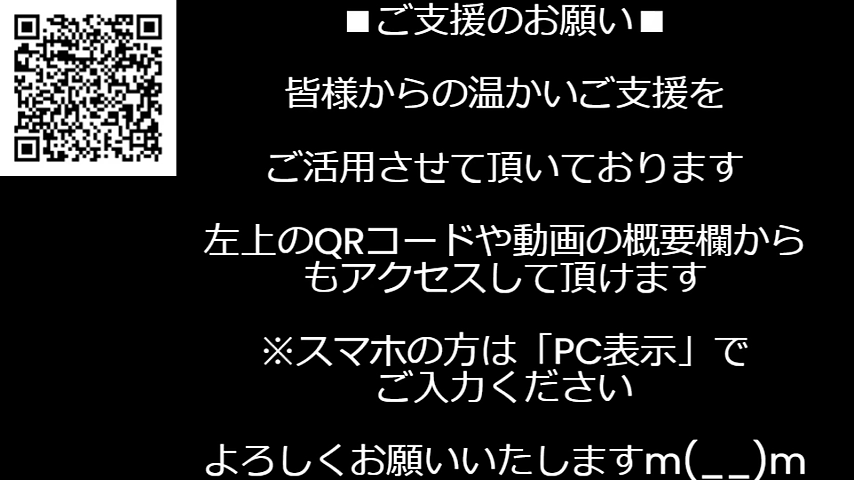 ■ご支援のお願い■
皆様からの温かいご支援を
ご活用させて頂いております
左上のQRコードや動画の概要欄から
もアクセスして頂けます
※スマホの方は「PC表示」で
ご入力ください
よろしくお願いいたしますm(__)m